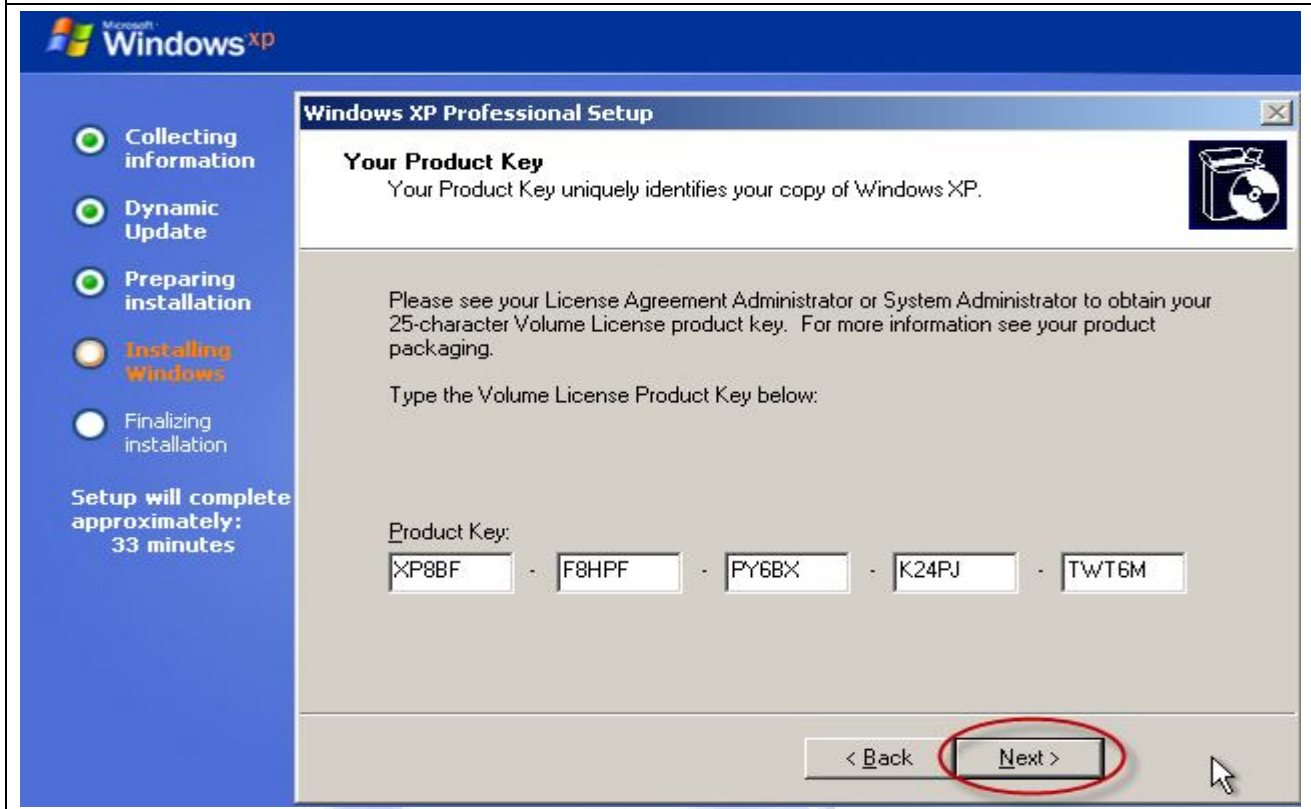 Microsoft
Windows xp
Collecting
information
Dynamic
Update
Preparing
installation
Installing
Windows
Finalizing
installation
Setup will complete
approximately:
33 minutes
Windows XP Professional Setup
Your Product Key
Your Product Key uniquely identifies your copy of Windows XP.
Please see your License Agreement Administrator or System Administrator to obtain your
25-character Volume License product key. For more information see your product
packaging.
Type the Volume License Product Key below:
Product Key:
XP8BF - F8HPF - PY6BX - K24PJ - TWT6M
< Back Next >